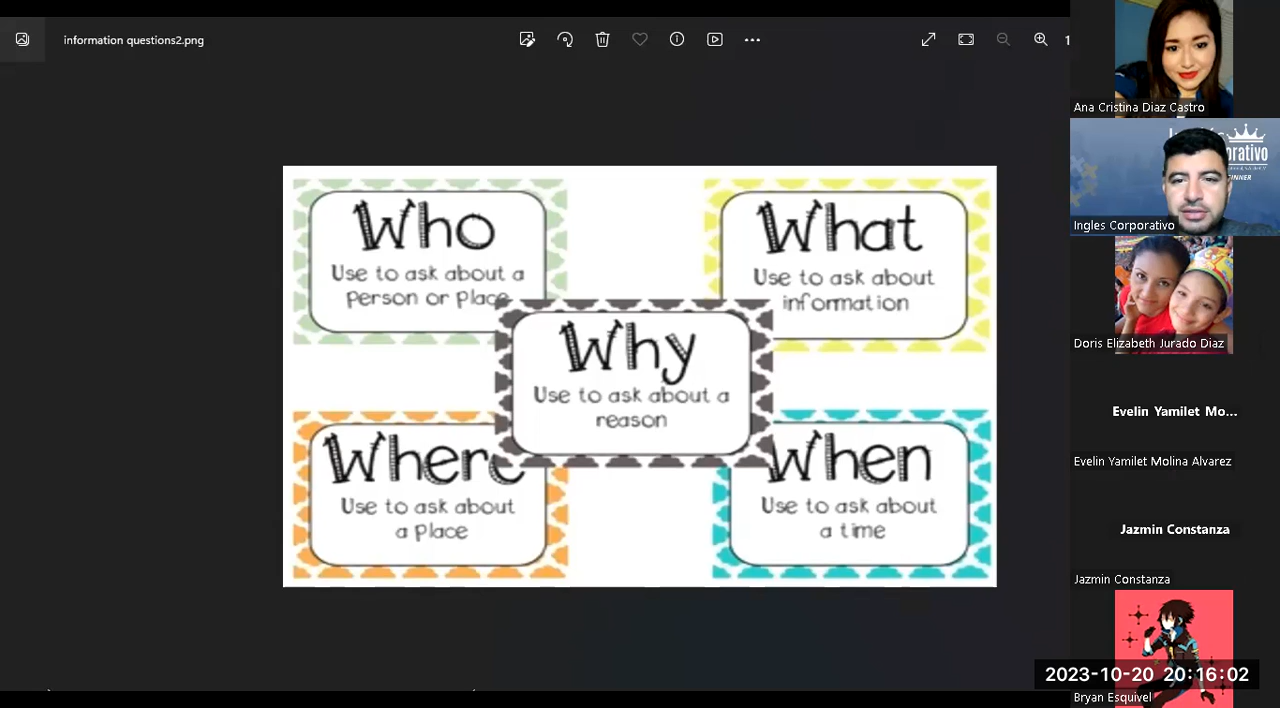 information questions2.png
1
Who
Use to ask about a
person or place
What
Use to ask about
information
Why
Use to ask about a
reason
Where
Use to ask about
a place
When
Use to ask about
a time
Ana Cristina Diaz Castro
Ingles Corporativo
Doris Elizabeth Jurado Diaz
Evelin Yamilet Mo...
Evelin Yamilet Molina Alvarez
Jazmin Constanza
Jazmin Constanza
2023-10-20 20:16:02
Bryan Esquivel